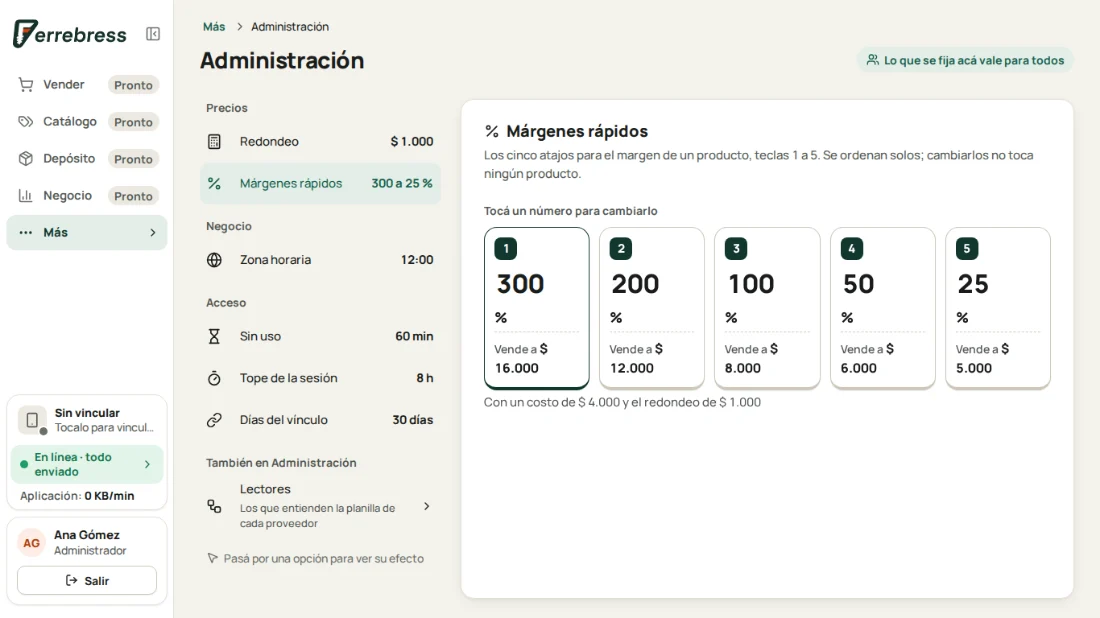 Ferrebress
Vender Pronto
Catálogo Pronto
Depósito Pronto
Negocio Pronto
Más
Sin vincular
Tocalo para vincul...
En línea · todo
enviado
Aplicación: 0 KB/min
AG
Ana Gómez
Administrador
Salir
Más > Administración
Administración
Lo que se fija acá vale para todos
Precios
Redondeo $ 1.000
% Márgenes rápidos 300 a 25 %
Negocio
Zona horaria 12:00
Acceso
Sin uso 60 min
Tope de la sesión 8 h
Días del vínculo 30 días
También en Administración
Lectores
Los que entienden la planilla de
cada proveedor
Pasá por una opción para ver su efecto
% Márgenes rápidos
Los cinco atajos para el margen de un producto, teclas 1 a 5. Se ordenan solos; cambiarlos no toca
ningún producto.
Tocá un número para cambiarlo
1
300
%
Vende a $
16.000
2
200
%
Vende a $
12.000
3
100
%
Vende a $
8.000
4
50
%
Vende a $
6.000
5
25
%
Vende a $
5.000
Con un costo de $ 4.000 y el redondeo de $ 1.000